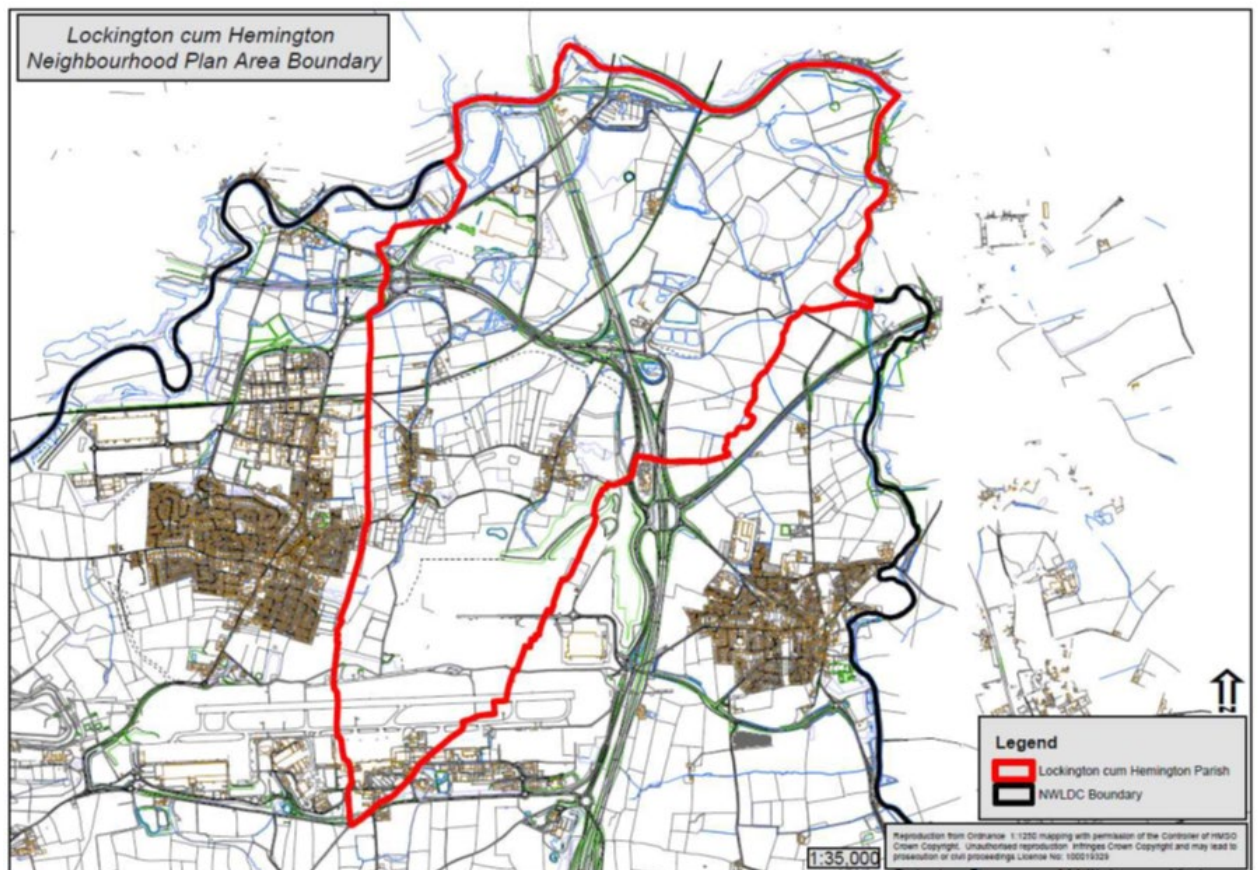 Lockington cum Hemington
Neighbourhood Plan Area Boundary
Legend
Lockington cum Hemington Parish
NWLDC Boundary
1:35,000
Reproduction from Ordnance 1:1250 mapping with permission of the Controller of HMSO
Crown Copyright. Unauthorised reproduction infringes Crown Copyright and may lead to
prosecution or civil proceedings Licence No: 100019329